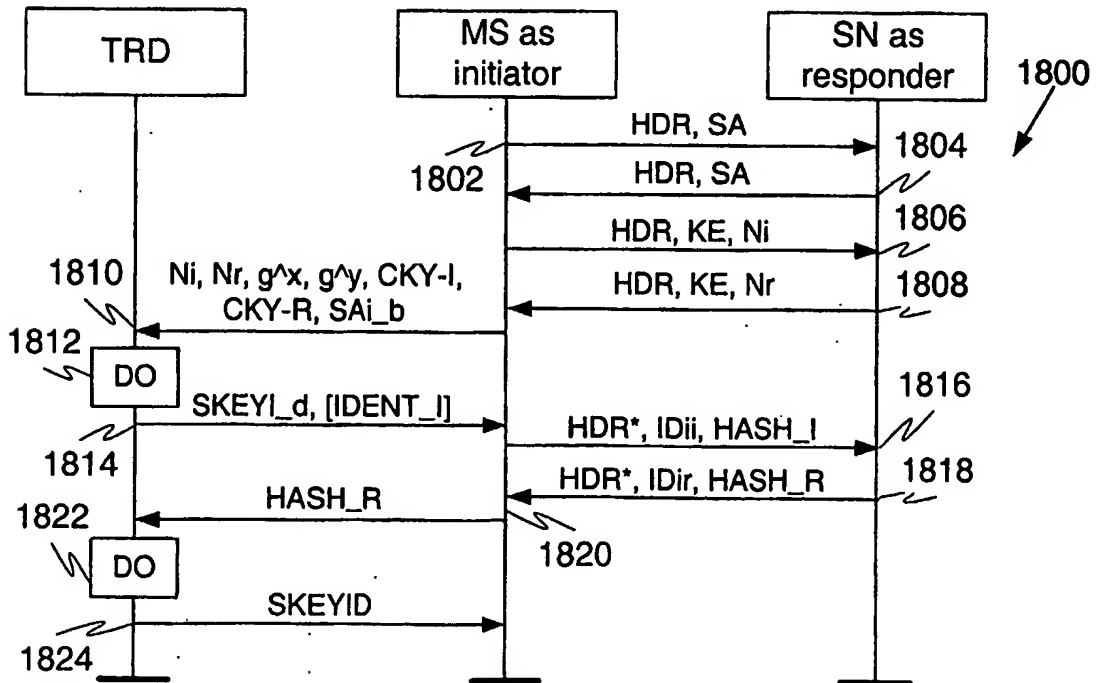 TRD
MS as
initiator
SN as
responder
1800
HDR, SA
1802
1804
HDR, SA
1806
HDR, KE, Ni
1810
Ni, Nr, g^x, g^y, CKY-I,
CKY-R, SAi_b
HDR, KE, Nr
1808
1812
DO
SKEYI_d, [IDENT_I]
1814
1816
HDR*, IDii, HASH_I
1818
HDR*, IDir, HASH_R
HASH_R
1820
1822
DO
SKEYID
1824